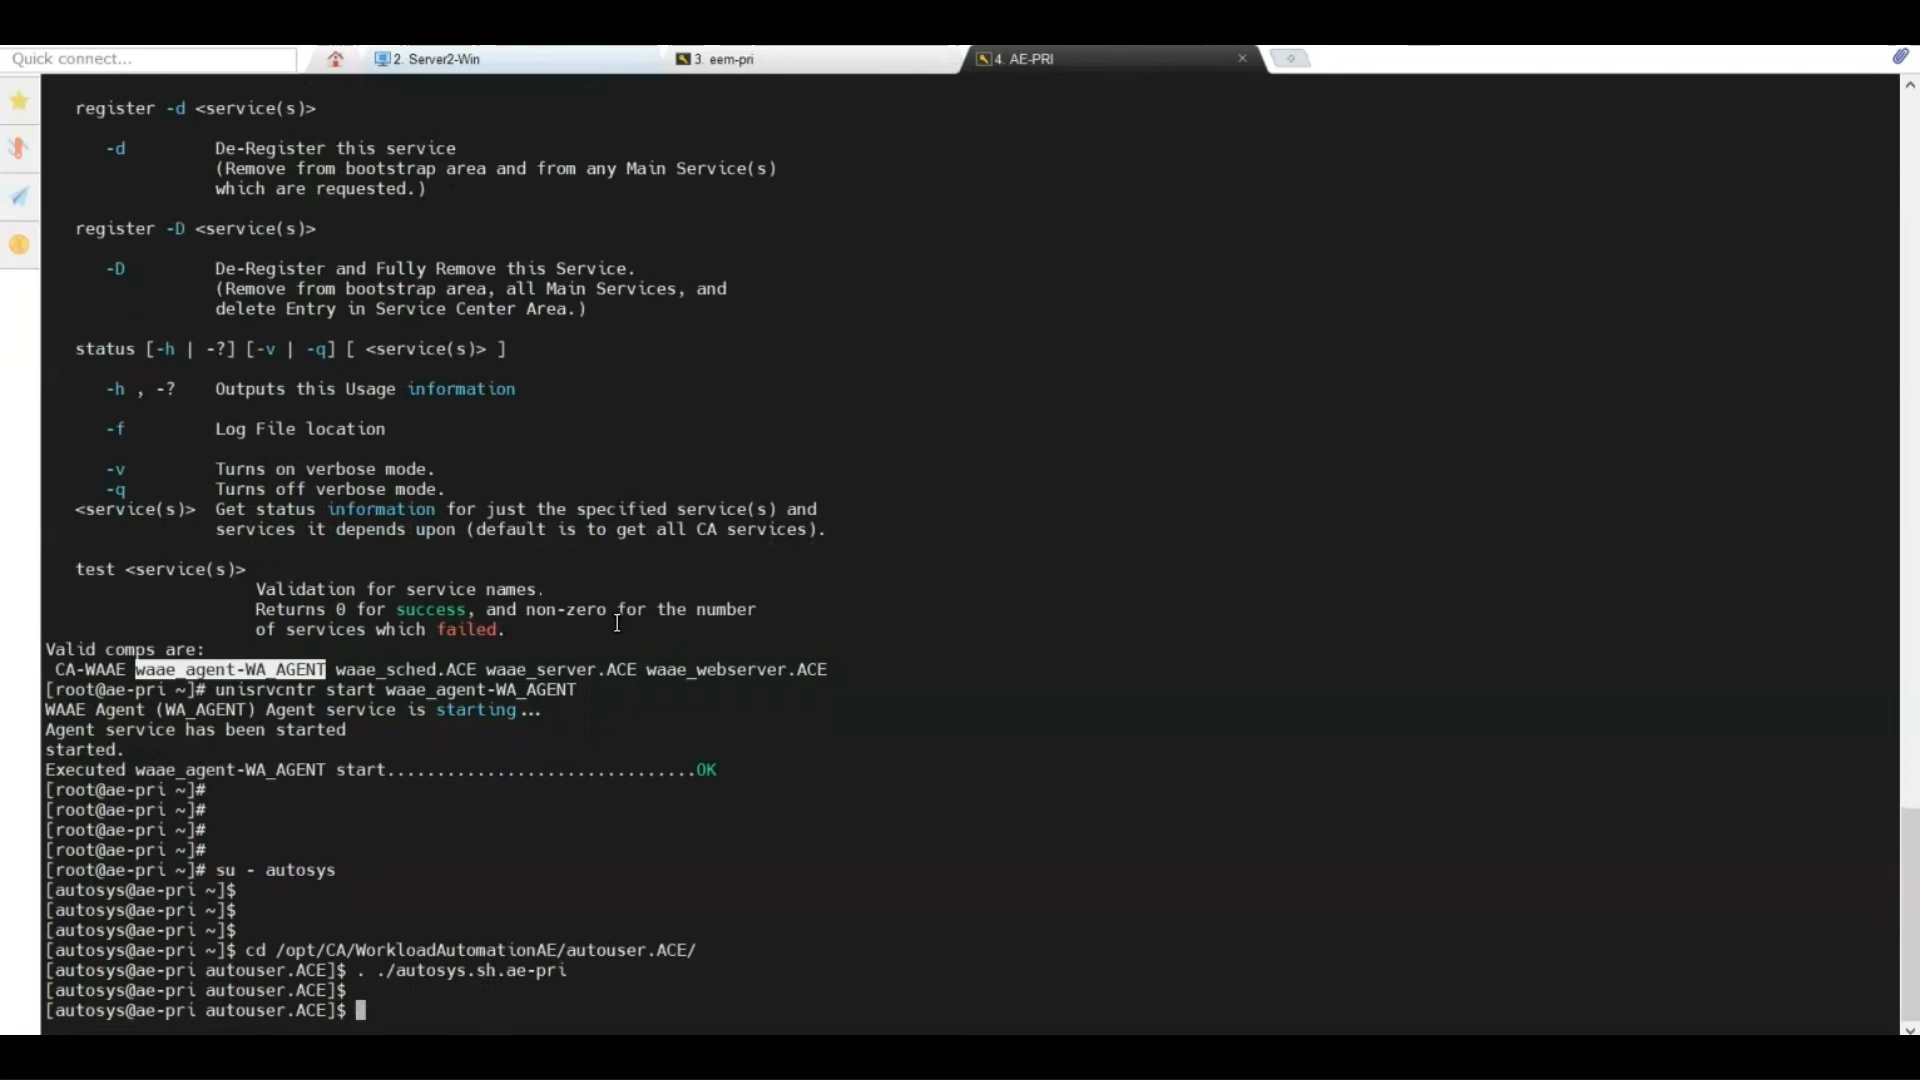 Quick connect...
2. Server2-Win
3. eem-pri
4. AE-PRI
register -d <service(s)>
-d De-Register this service
(Remove from bootstrap area and from any Main Service(s)
which are requested.)
register -D <service(s)>
-D De-Register and Fully Remove this Service.
(Remove from bootstrap area, all Main Services, and
delete Entry in Service Center Area.)
status [-h | -?] [-v | -q] [ <service(s)> ]
-h , -? Outputs this Usage information
-f Log File location
-v Turns on verbose mode.
-q Turns off verbose mode.
<service(s)> Get status information for just the specified service(s) and
services it depends upon (default is to get all CA services).
test <service(s)>
Validation for service names.
Returns 0 for success, and non-zero for the number
of services which failed.
Valid comps are:
CA-WAAE waae_agent-WA_AGENT waae_sched.ACE waae_server.ACE waae_webserver.ACE
[root@ae-pri ~]# unisrvcntr start waae_agent-WA_AGENT
WAAE Agent (WA_AGENT) Agent service is starting...
Agent service has been started
started.
Executed waae_agent-WA_AGENT start...............................OK
[root@ae-pri ~]#
[root@ae-pri ~]#
[root@ae-pri ~]#
[root@ae-pri ~]#
[root@ae-pri ~]# su - autosys
[autosys@ae-pri ~]$
[autosys@ae-pri ~]$
[autosys@ae-pri ~]$
[autosys@ae-pri ~]$ cd /opt/CA/WorkloadAutomationAE/autouser.ACE/
[autosys@ae-pri autouser.ACE]$ . ./autosys.sh.ae-pri
[autosys@ae-pri autouser.ACE]$
[autosys@ae-pri autouser.ACE]$